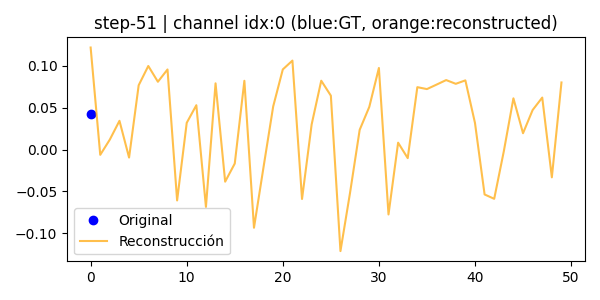 step-51 | channel idx:0 (blue:GT, orange:reconstructed)
0.10
0.05
0.00
−0.05
−0.10
Original
Reconstrucción
0 10 20 30 40 50